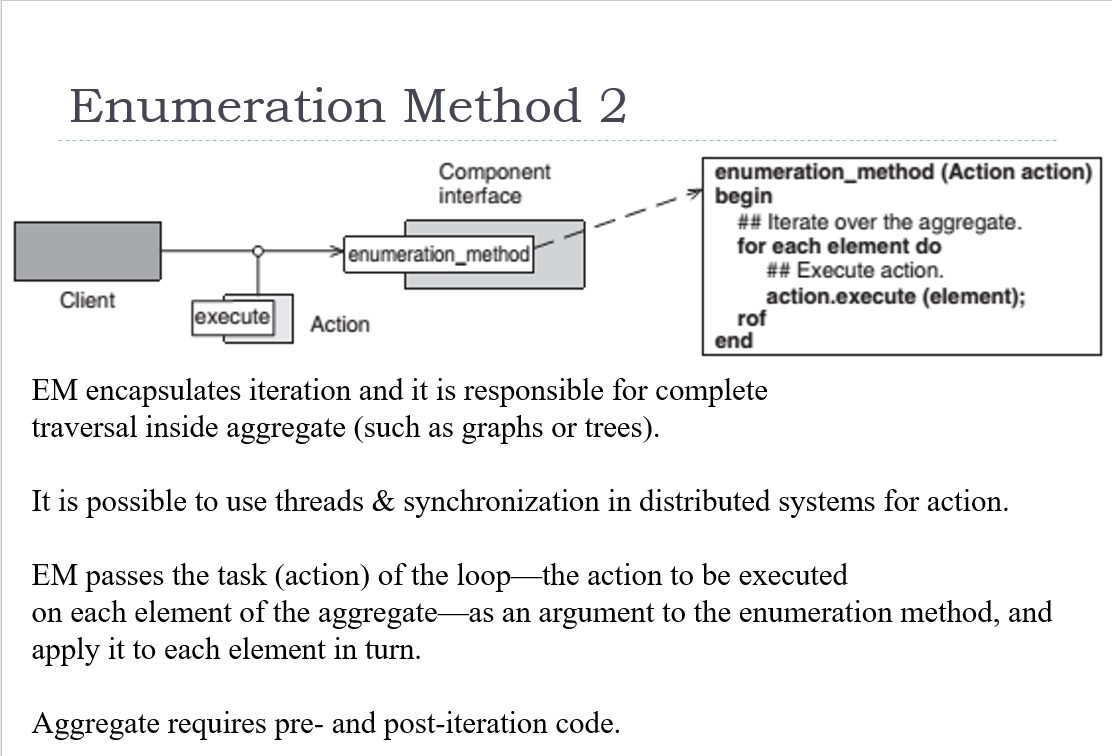 Enumeration Method 2
Component
interface
enumeration_method
Client
execute
Action
enumeration_method (Action action)
begin
## Iterate over the aggregate.
for each element do
## Execute action.
action.execute (element);
rof
end
EM encapsulates iteration and it is responsible for complete
traversal inside aggregate (such as graphs or trees).
It is possible to use threads & synchronization in distributed systems for action.
EM passes the task (action) of the loop—the action to be executed
on each element of the aggregate—as an argument to the enumeration method, and
apply it to each element in turn.
Aggregate requires pre- and post-iteration code.